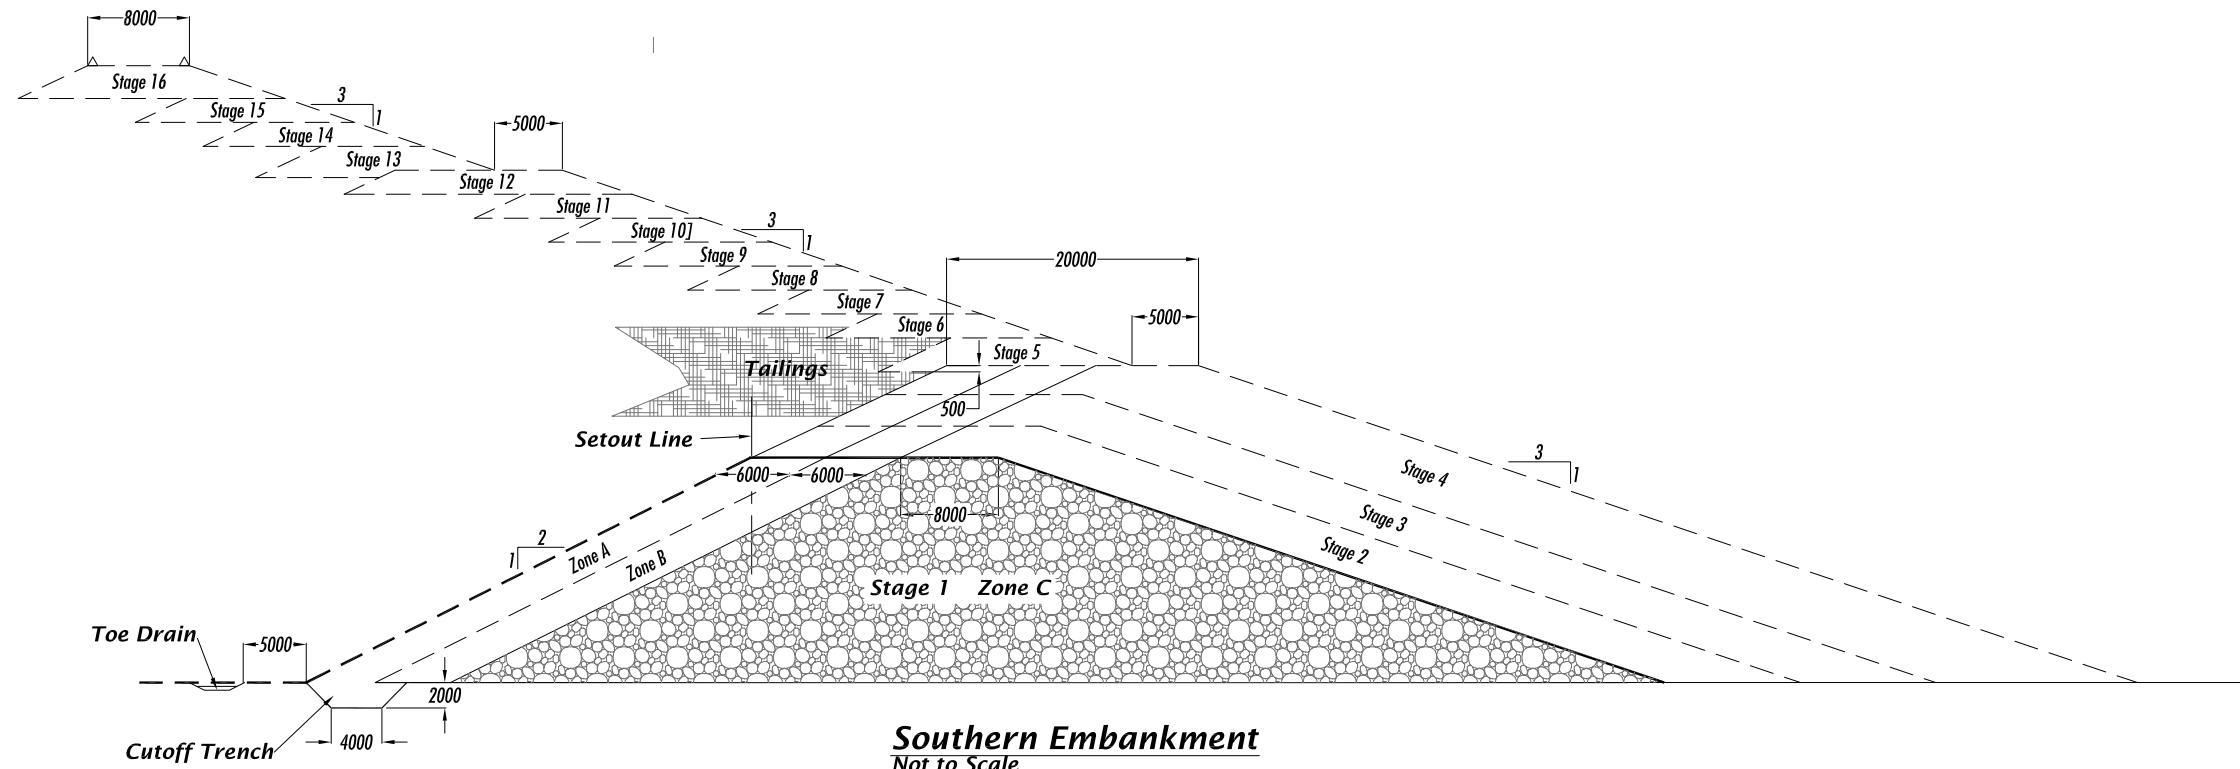 8000
Stage 16
3
Stage 15
1
5000
Stage 14
Stage 13
Stage 12
Stage 11
3
Stage 10]
1
Stage 9
20000
Stage 8
Stage 7
5000
Stage 6
Stage 5
Tailings
500
Setout Line
3
1
Stage 4
6000
6000
8000
Stage 3
2
1
Zone A
Stage 2
Zone B
Stage 1 Zone C
Toe Drain
5000
2000
4000
Cutoff Trench
Southern Embankment
Not to Scale